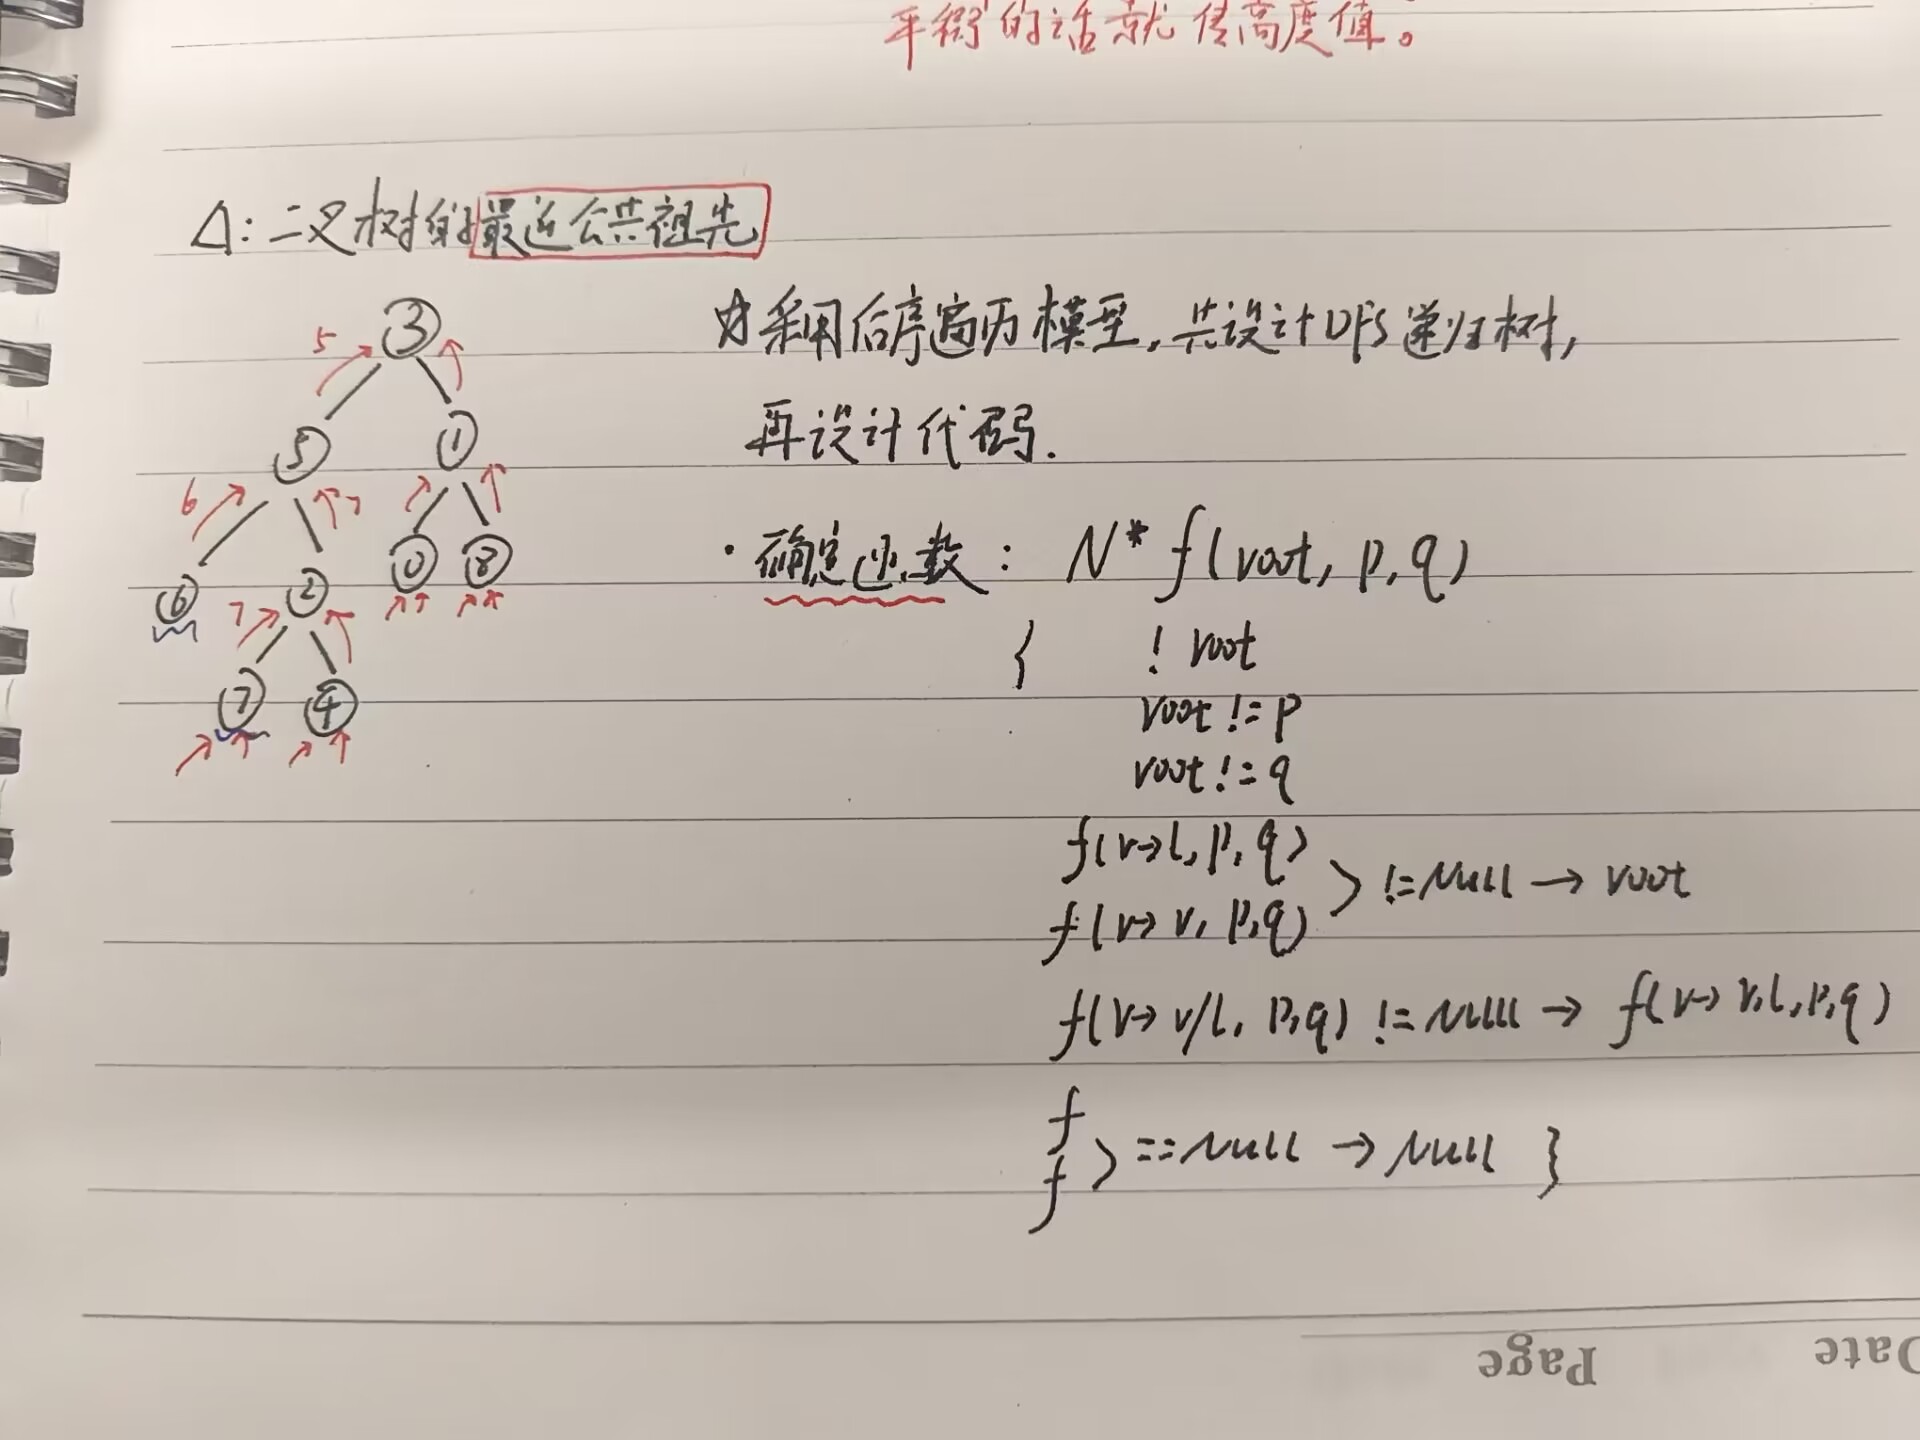 平衡的话就传高度值。
△:二叉树的最近公共祖先
才采用后序遍历模型,先设计DFS递归树,
再设计代码.
3
5
5
1
6
7
6
2
0
8
7
7
4
·确定函数: N* f(root, p, q)
{ ! root
root != p
root != q
f(r→l, p, q)
f(r→r, p,q) > != Null → root
f(r→r/l, p,q) != Null → f(r→r,l,p,q)
f
f > == Null → Null }
Page
Date